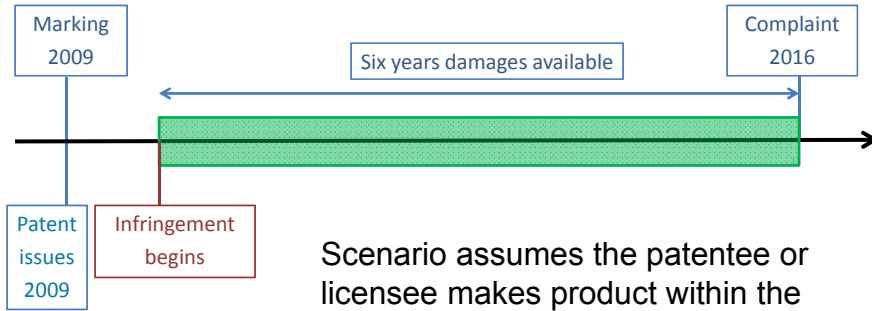 Marking
2009
Complaint
2016
Six years damages available
Patent
issues
2009
Infringement
begins
Scenario assumes the patentee or
licensee makes product within the